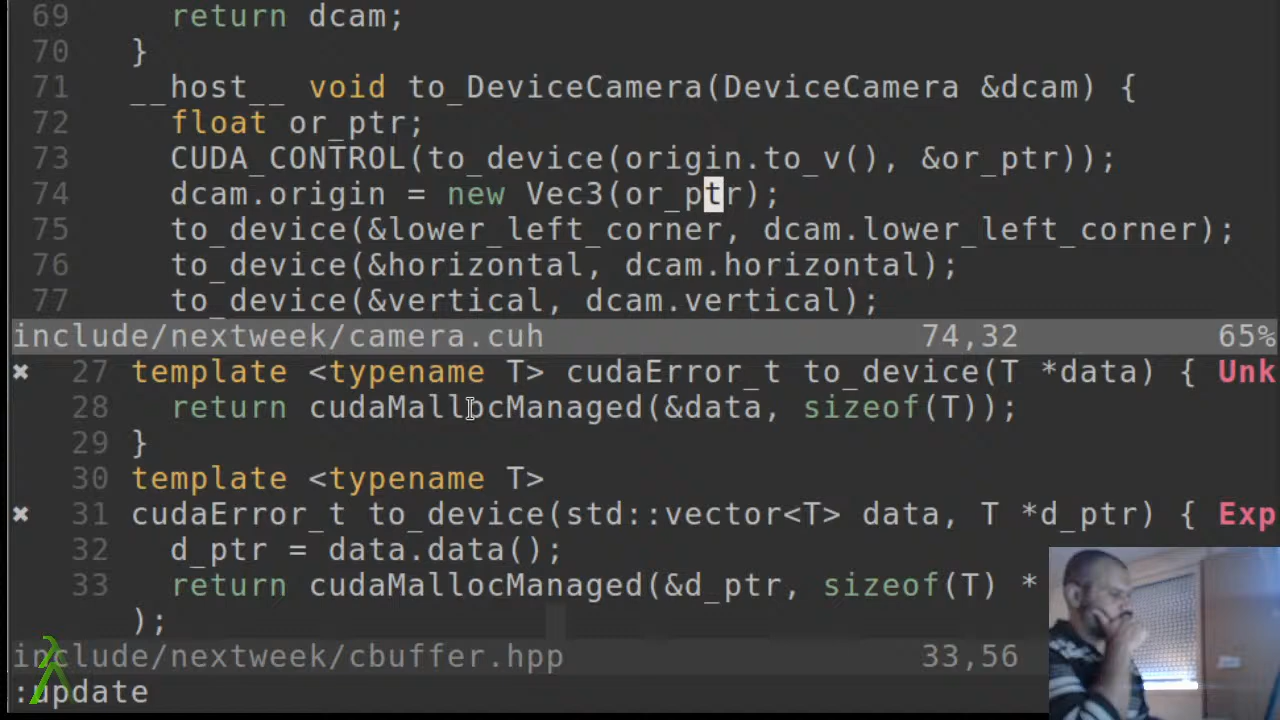 69     return dcam;
70   }
71   __host__ void to_DeviceCamera(DeviceCamera &dcam) {
72     float or_ptr;
73     CUDA_CONTROL(to_device(origin.to_v(), &or_ptr));
74     dcam.origin = new Vec3(or_ptr);
75     to_device(&lower_left_corner, dcam.lower_left_corner);
76     to_device(&horizontal, dcam.horizontal);
77     to_device(&vertical, dcam.vertical);
include/nextweek/camera.cuh 74,32 65%
✖ 27 template <typename T> cudaError_t to_device(T *data) { Unk
28   return cudaMallocManaged(&data, sizeof(T));
29 }
30 template <typename T>
✖ 31 cudaError_t to_device(std::vector<T> data, T *d_ptr) { Exp
32   d_ptr = data.data();
33   return cudaMallocManaged(&d_ptr, sizeof(T) *
);
include/nextweek/cbuffer.hpp 33,56
:update
λ